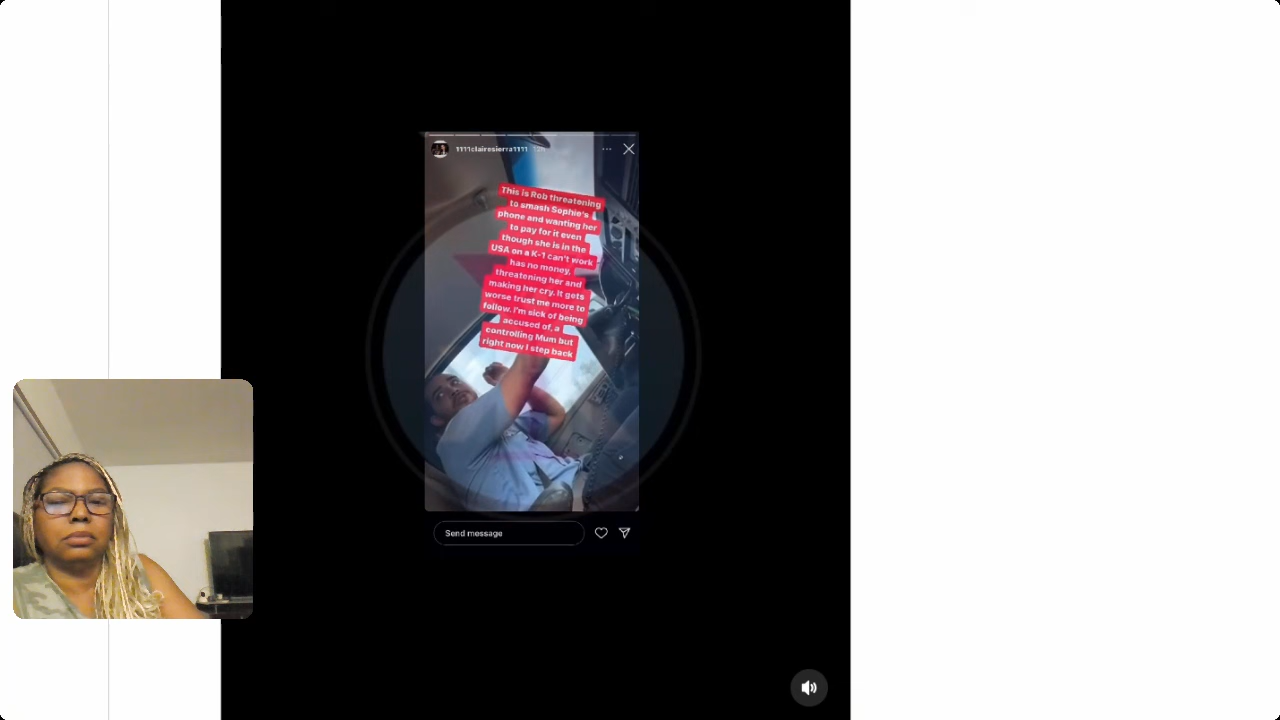 1111clairesierra1111
This is Rob threatening
to smash Sophie's
phone and wanting her
to pay for it even
though she is in the
USA on a K-1 can't work
has no money,
threatening her and
making her cry. It gets
worse trust me more to
follow. I'm sick of being
accused of, a
controlling Mum but
right now I step back
Send message